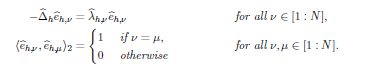 −Δ̂ₕêₕ,ᵥ = λ̂ₕ,ᵥêₕ,ᵥ for all ν ∈ [1 : N],
⟨êₕ,ᵥ, êₕ,μ⟩₂ = { 1 if ν = μ, 0 otherwise for all ν, μ ∈ [1 : N].